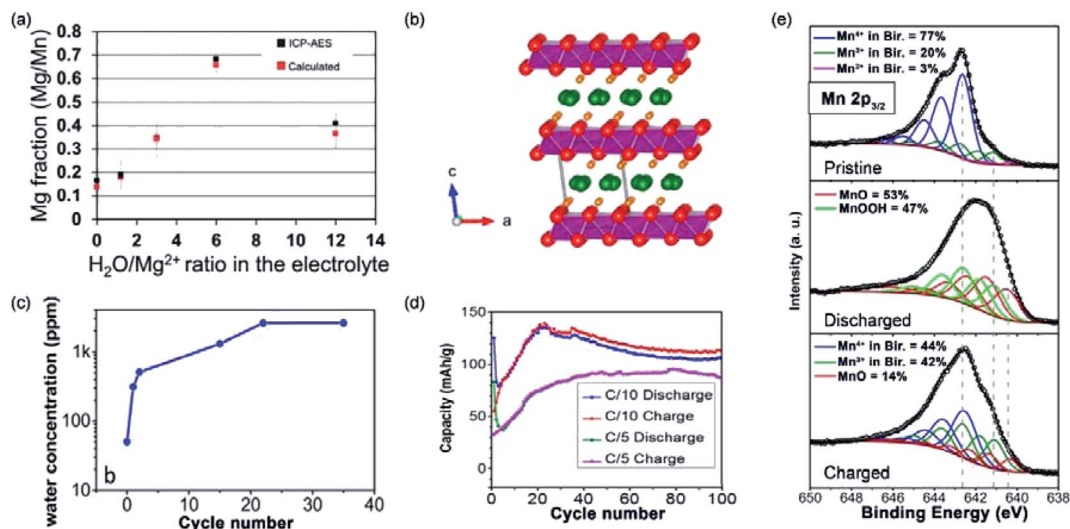 (a)
0.8
0.7
0.6
0.5
0.4
0.3
0.2
0.1
0
0 2 4 6 8 10 12 14
Mg fraction (Mg/Mn)
H₂O/Mg²⁺ ratio in the electrolyte
ICP-AES
Calculated
(b)
c
a
(c)
1k
100
10
0 10 20 30 40
water concentration (ppm)
b
Cycle number
(d)
150
100
50
0
0 20 40 60 80 100
Capacity (mAh/g)
C/10 Discharge
C/10 Charge
C/5 Discharge
C/5 Charge
Cycle number
(e)
Mn⁴⁺ in Bir. = 77%
Mn³⁺ in Bir. = 20%
Mn²⁺ in Bir. = 3%
Mn 2p₃/₂
Pristine
MnO = 53%
MnOOH = 47%
Intensity (a. u.)
Discharged
Mn⁴⁺ in Bir. = 44%
Mn³⁺ in Bir. = 42%
MnO = 14%
Charged
650 648 646 644 642 640 638
Binding Energy (eV)